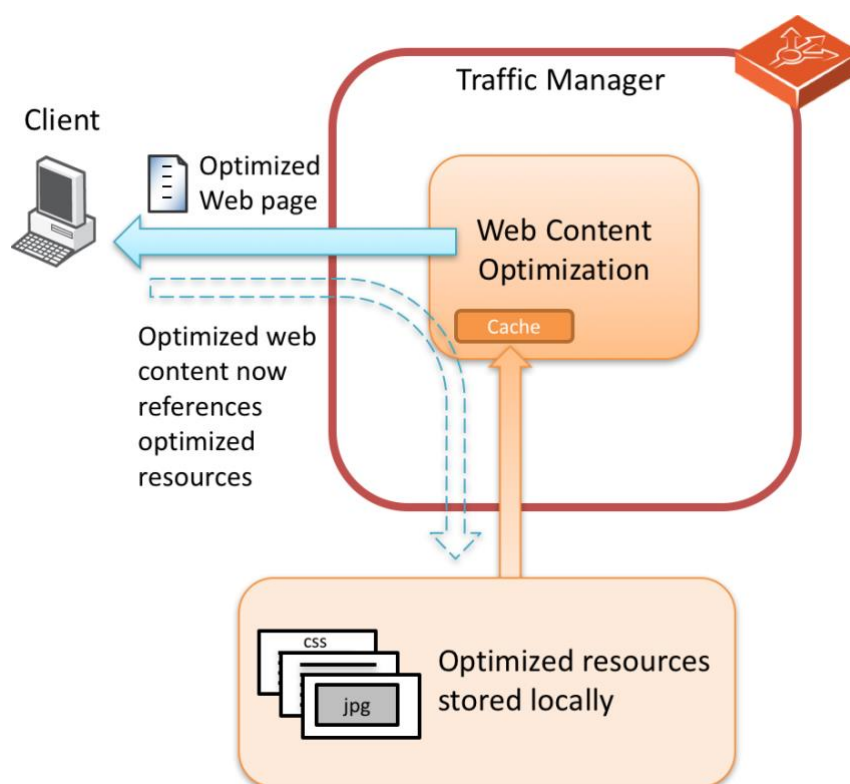 Traffic Manager
Client
Optimized
Web page
Web Content
Optimization
Cache
Optimized web
content now
references
optimized
resources
css
jpg
Optimized resources
stored locally